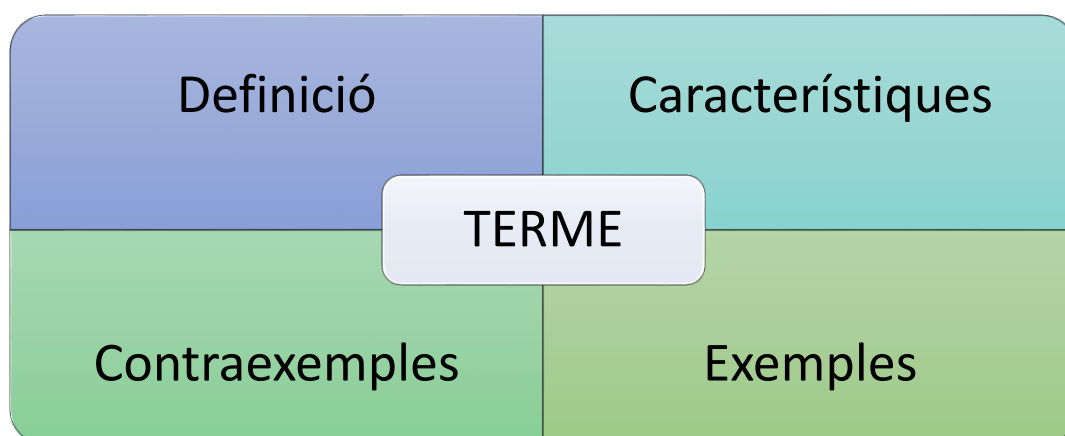 Definició
Característiques
TERME
Contraexemples
Exemples